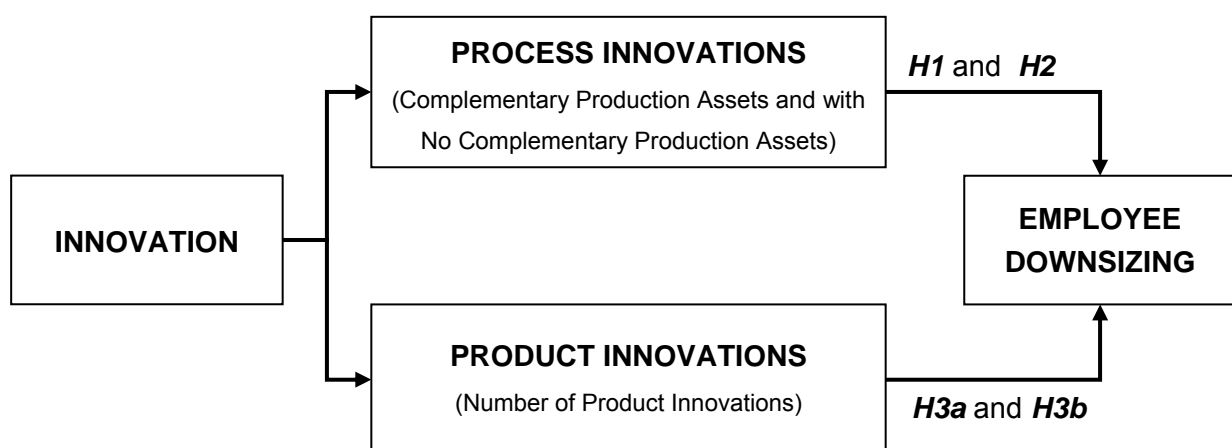 PROCESS INNOVATIONS
(Complementary Production Assets and with
No Complementary Production Assets)
H1 and H2
INNOVATION
EMPLOYEE
DOWNSIZING
PRODUCT INNOVATIONS
(Number of Product Innovations)
H3a and H3b